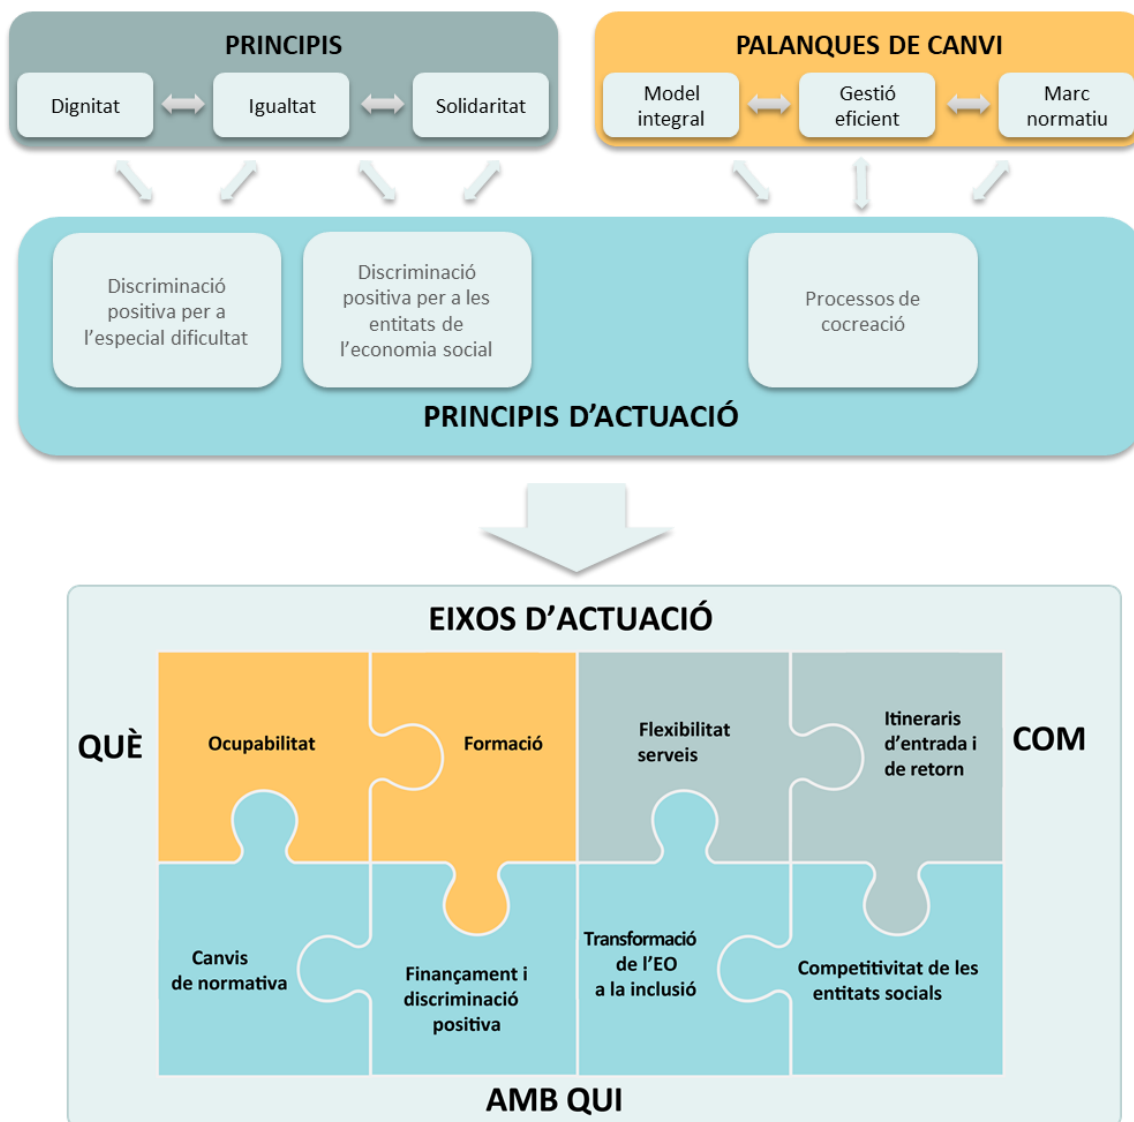 PRINCIPIS
Dignitat
Igualtat
Solidaritat
PALANQUES DE CANVI
Model
integral
Gestió
eficient
Marc
normatiu
Discriminació
positiva per a
l'especial dificultat
Discriminació
positiva per a les
entitats de
l'economia social
Processos de
cocreació
PRINCIPIS D'ACTUACIÓ
EIXOS D'ACTUACIÓ
QUÈ
Ocupabilitat
Formació
Flexibilitat
serveis
Itineraris
d'entrada i
de retorn
COM
Canvis
de normativa
Finançament i
discriminació
positiva
Transformació
de l'EO
a la inclusió
Competitivitat de les
entitats socials
AMB QUI